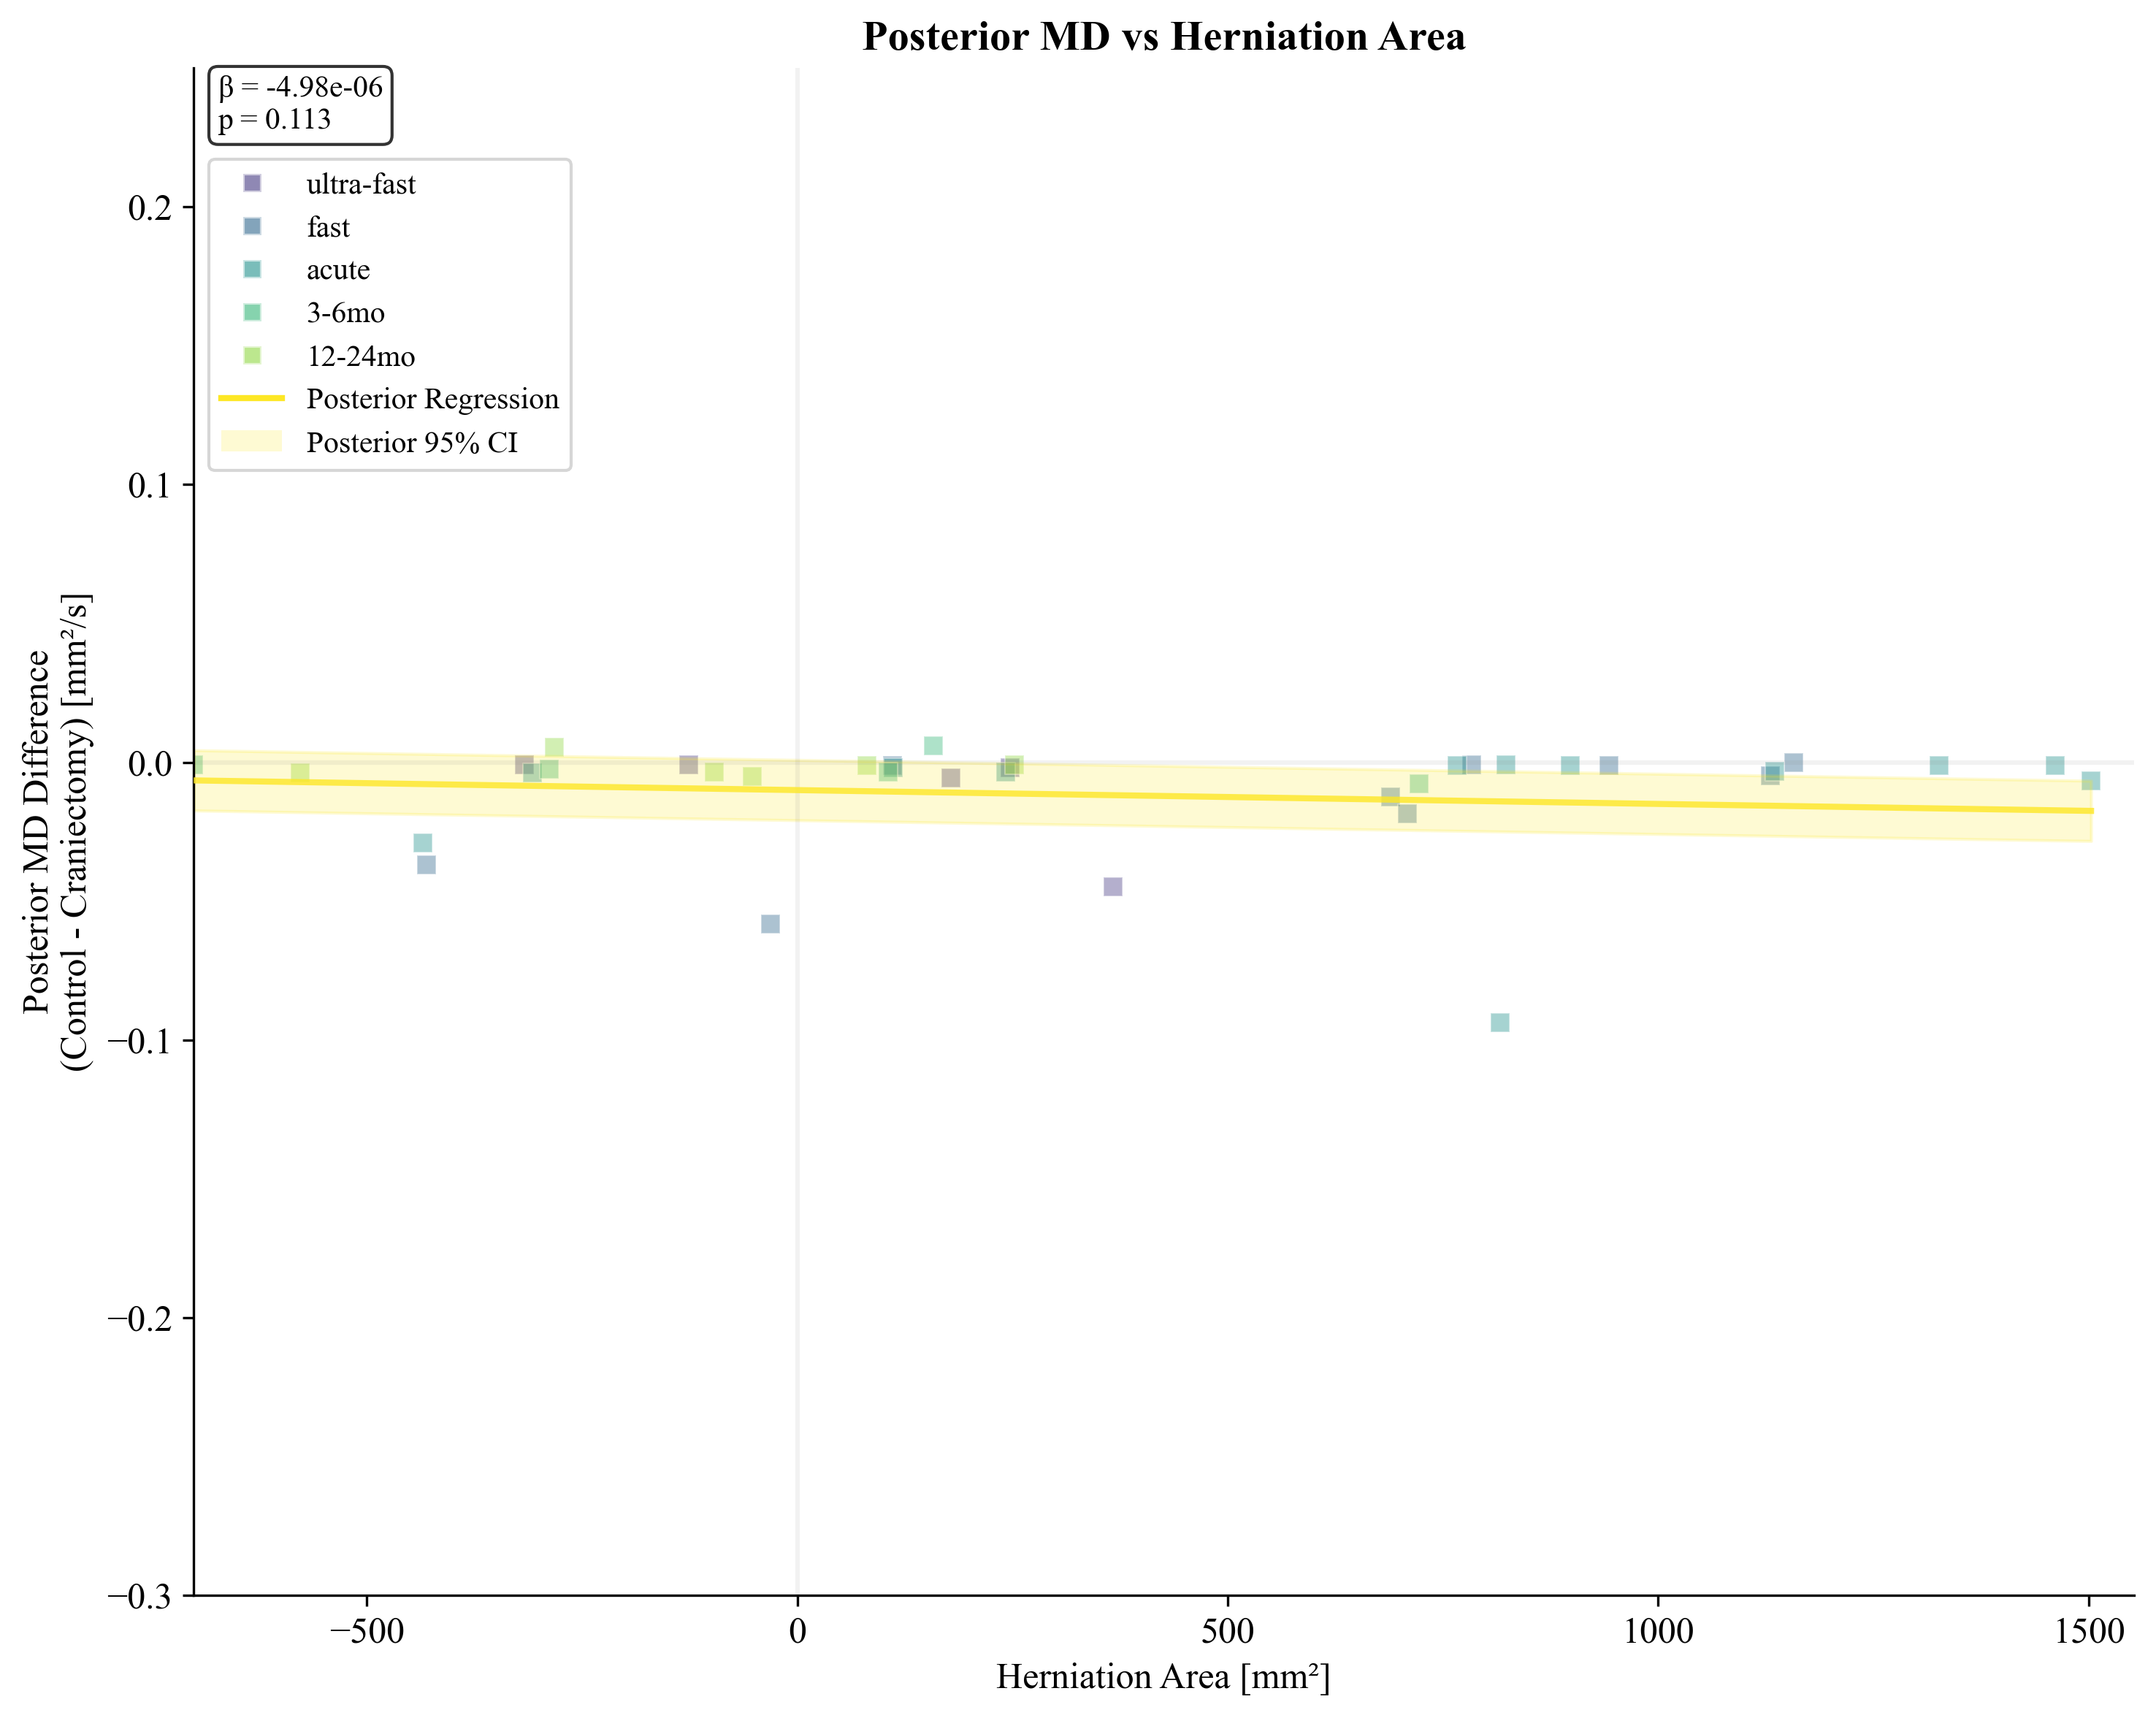 Posterior MD vs Herniation Area
β = -4.98e-06
p = 0.113
ultra-fast
fast
acute
3-6mo
12-24mo
Posterior Regression
Posterior 95% CI
0.2
0.1
0.0
−0.1
−0.2
−0.3
Posterior MD Difference
(Control - Craniectomy) [mm²/s]
−500
0
500
1000
1500
Herniation Area [mm²]